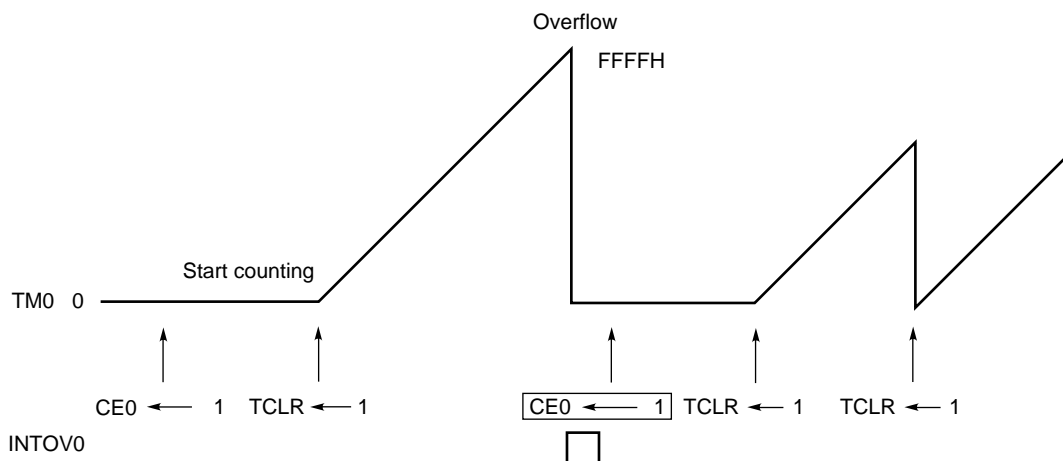 Overflow
FFFFH
Start counting
TM0 0
CE0 ← 1 TCLR ← 1 CE0 ← 1 TCLR ← 1 TCLR ← 1
INTOV0